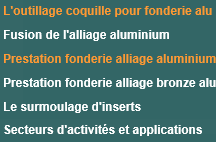 L'outillage coquille pour fonderie alu
Fusion de l'alliage aluminium
Prestation fonderie alliage aluminium
Prestation fonderie alliage bronze alu
Le surmoulage d'inserts
Secteurs d'activités et applications